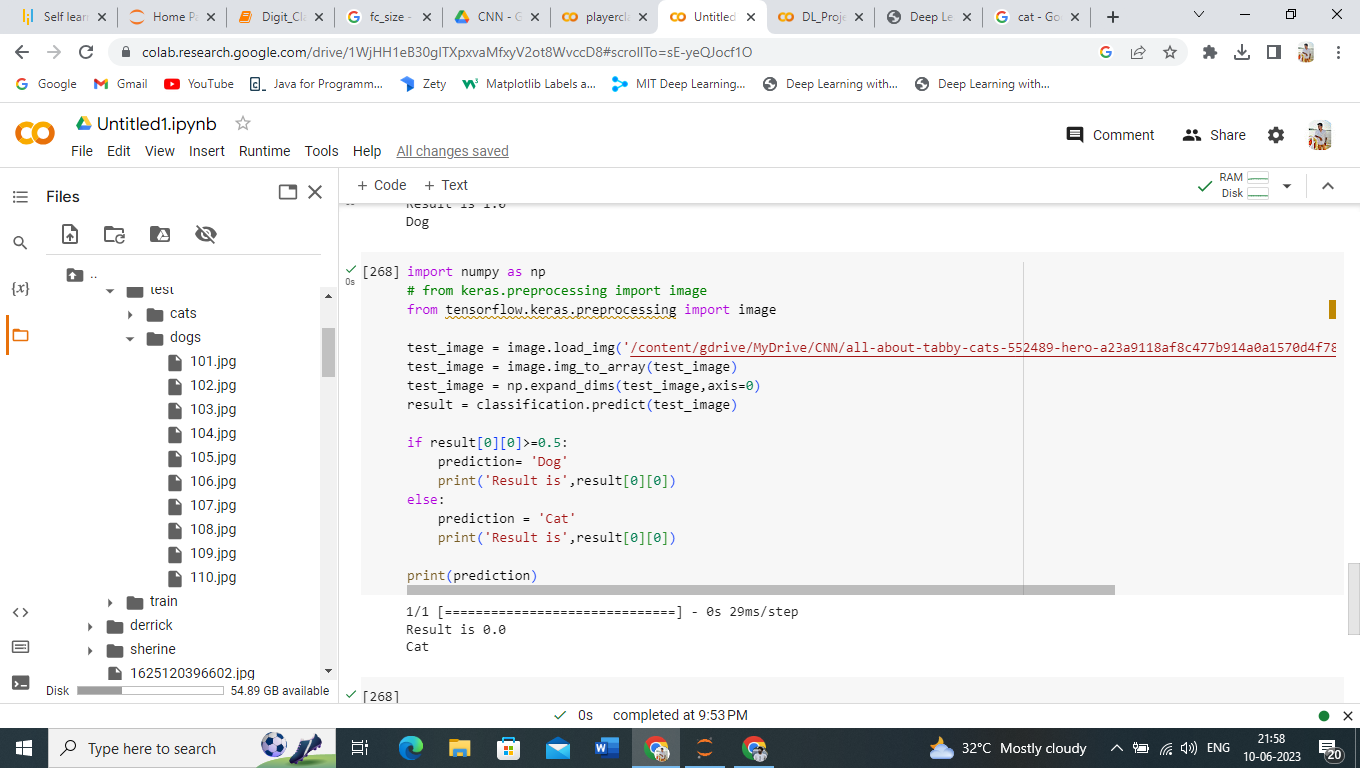 Self learn
Home P
Digit_Cla
fc_size -
CNN - G
playercla
Untitled
DL_Proje
Deep Le
cat - Go
colab.research.google.com/drive/1WjHH1eB30gITXpxvaMfxyV2ot8WvccD8#scrollTo=sE-yeQJocf1O
Google
Gmail
YouTube
Java for Programm...
Zety
Matplotlib Labels a...
MIT Deep Learning...
Deep Learning with...
Deep Learning with...
Untitled1.ipynb
File Edit View Insert Runtime Tools Help All changes saved
Comment
Share
Files
+ Code + Text
RAM
Disk
..
test
cats
dogs
101.jpg
102.jpg
103.jpg
104.jpg
105.jpg
106.jpg
107.jpg
108.jpg
109.jpg
110.jpg
train
derrick
sherine
1625120396602.jpg
Disk 54.89 GB available
{x}
Result is 1.0
Dog
[268] import numpy as np
0s
# from keras.preprocessing import image
from tensorflow.keras.preprocessing import image
test_image = image.load_img('/content/gdrive/MyDrive/CNN/all-about-tabby-cats-552489-hero-a23a9118af8c477b914a0a1570d4f78
test_image = image.img_to_array(test_image)
test_image = np.expand_dims(test_image,axis=0)
result = classification.predict(test_image)
if result[0][0]>=0.5:
    prediction= 'Dog'
    print('Result is',result[0][0])
else:
    prediction = 'Cat'
    print('Result is',result[0][0])
print(prediction)
1/1 [==============================] - 0s 29ms/step
Result is 0.0
Cat
[268]
0s completed at 9:53 PM
Type here to search
32°C Mostly cloudy
ENG
21:58
10-06-2023
20